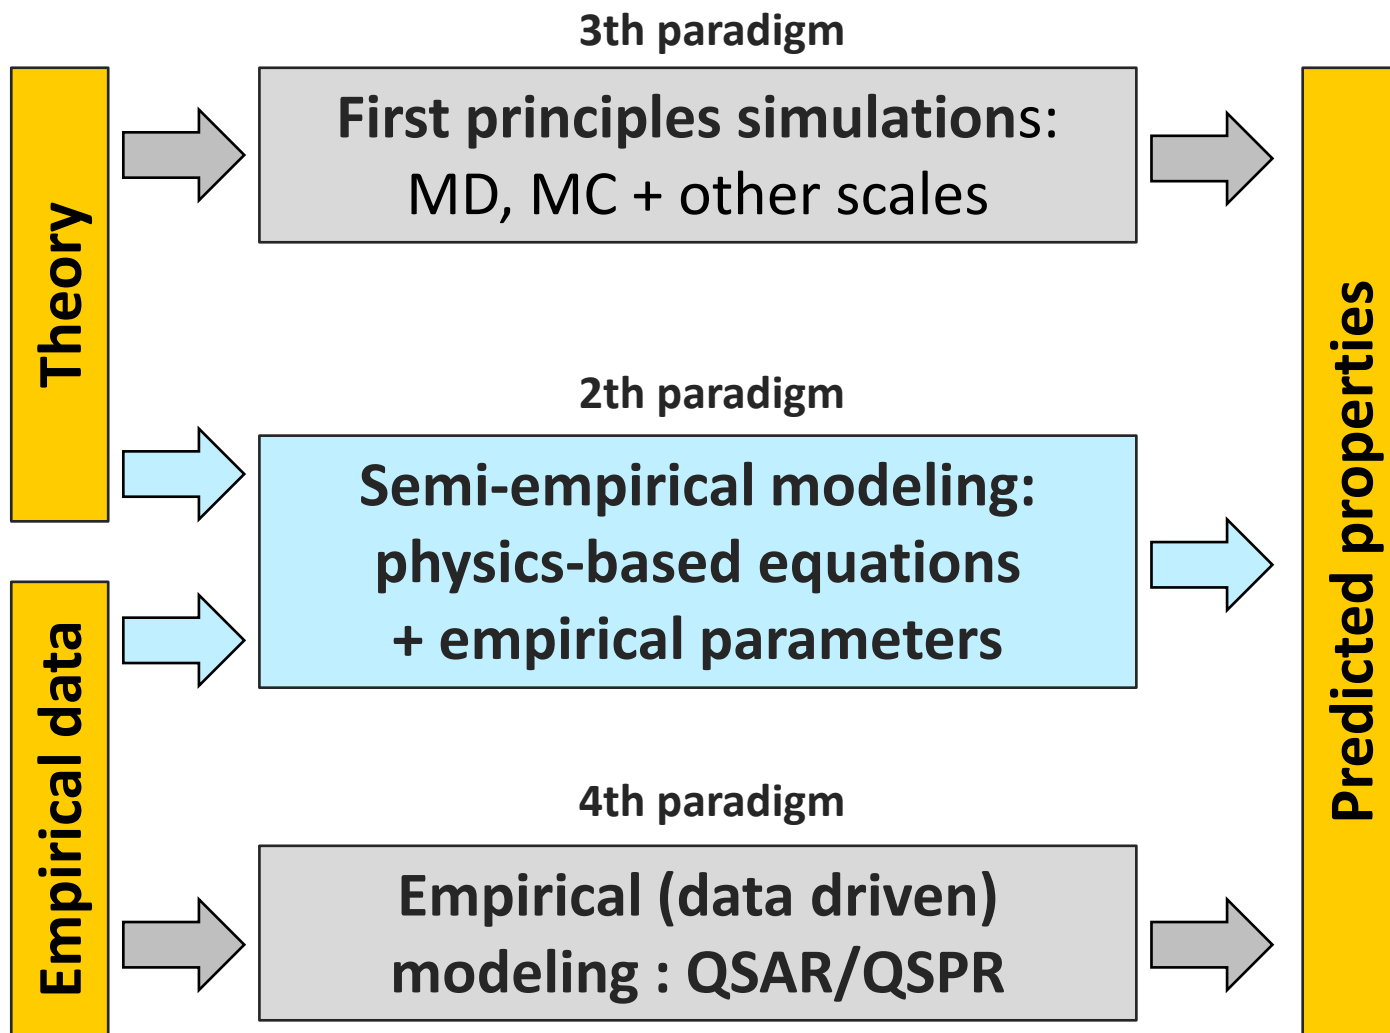 3th paradigm
Theory
First principles simulations:
MD, MC + other scales
2th paradigm
Semi-empirical modeling:
physics-based equations
+ empirical parameters
Empirical data
4th paradigm
Empirical (data driven)
modeling : QSAR/QSPR
Predicted properties